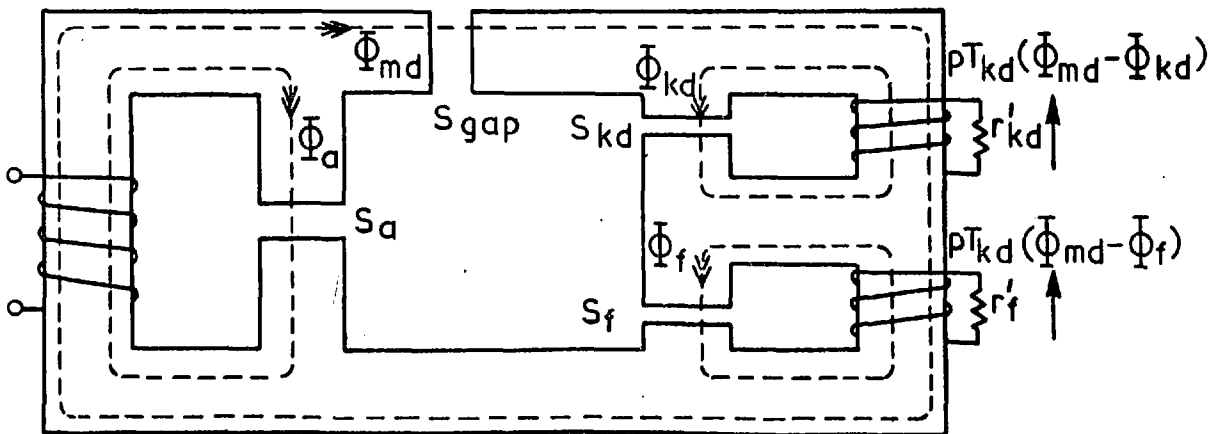 Φmd
Φkd
pTkd(Φmd-Φkd)
Sgap
Skd
r'kd
Φa
Sa
Φf
pTkd(Φmd-Φf)
Sf
r'f